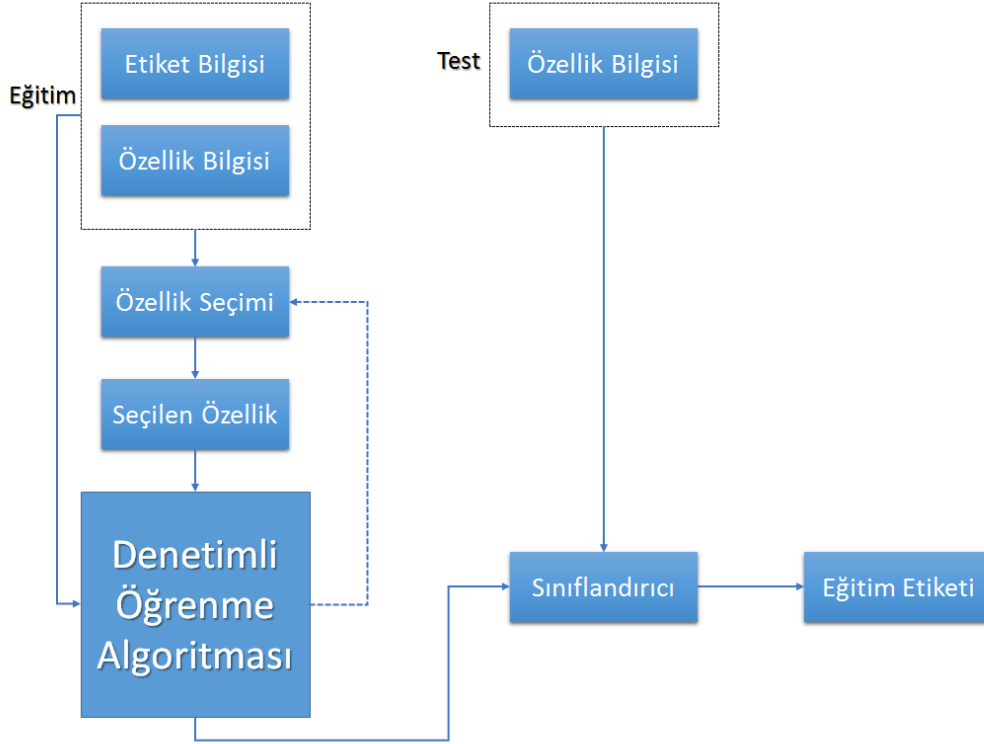 Eğitim
Etiket Bilgisi
Özellik Bilgisi
Özellik Seçimi
Seçilen Özellik
Denetimli
Öğrenme
Algoritması
Test
Özellik Bilgisi
Sınıflandırıcı
Eğitim Etiketi